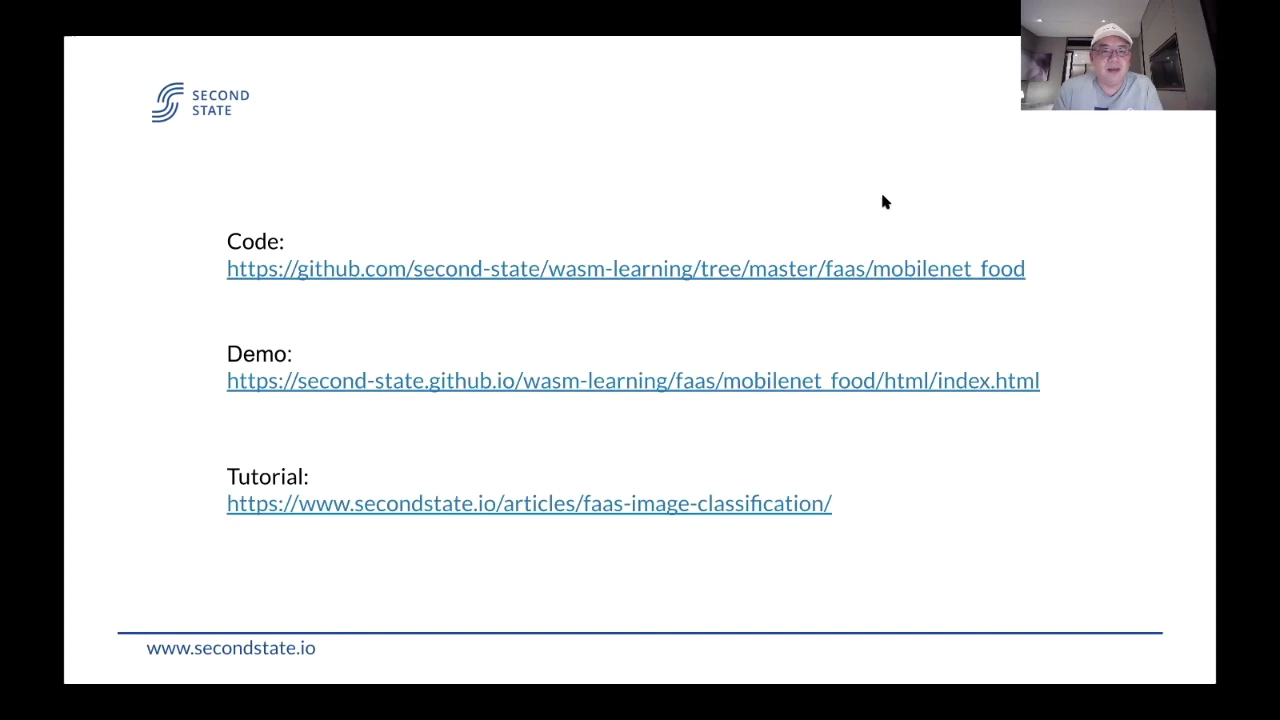 SECOND
STATE
Code:
https://github.com/second-state/wasm-learning/tree/master/faas/mobilenet_food
Demo:
https://second-state.github.io/wasm-learning/faas/mobilenet_food/html/index.html
Tutorial:
https://www.secondstate.io/articles/faas-image-classification/
www.secondstate.io